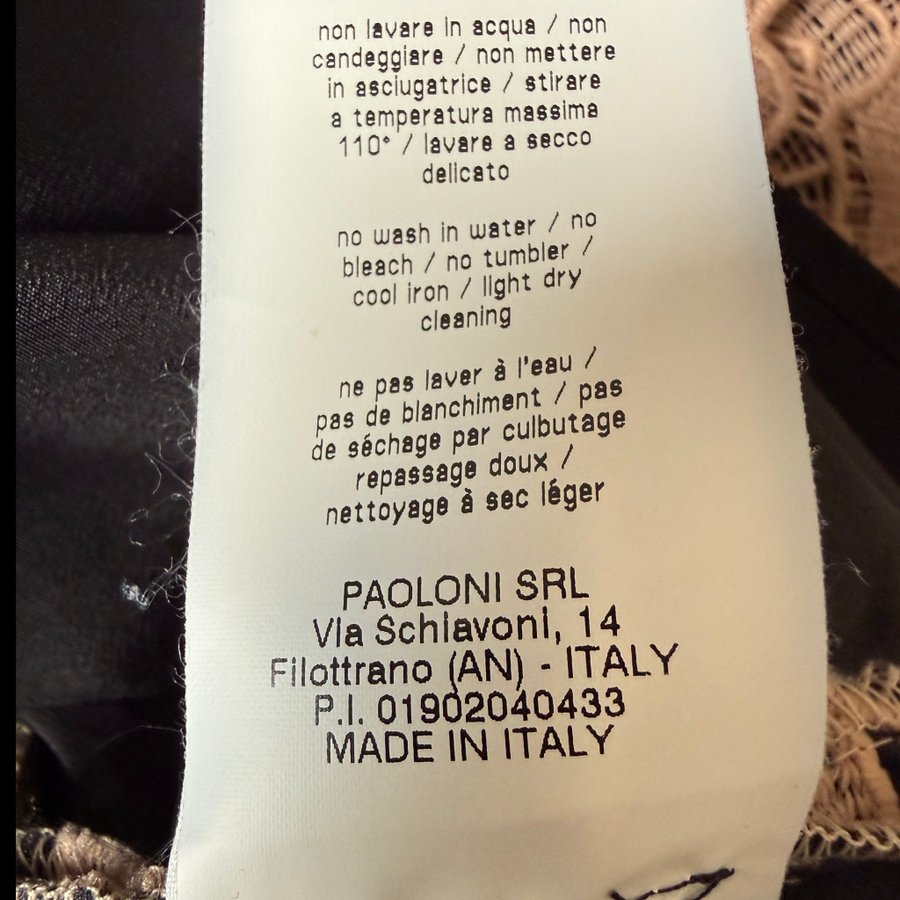 non lavare in acqua / non
candeggiare / non mettere
in asciugatrice / stirare
a temperatura massima
110° / lavare a secco
delicato
no wash in water / no
bleach / no tumbler /
cool iron / light dry
cleaning
ne pas laver à l'eau /
pas de blanchiment / pas
de séchage par culbutage
repassage doux /
nettoyage à sec léger
PAOLONI SRL
Via Schiavoni, 14
Filottrano (AN) - ITALY
P.I. 01902040433
MADE IN ITALY